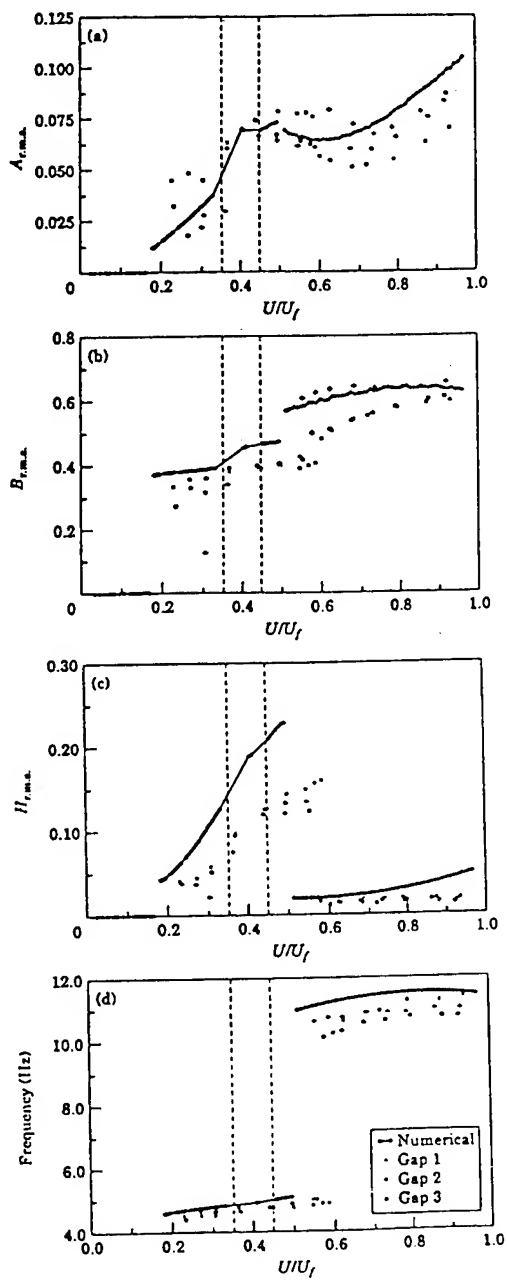 0.125
(a)
0.100
0.075
0.050
0.025
A r.m.s.
0 0.2 0.4 0.6 0.8 1.0
U/U_f
0.8
(b)
0.6
0.4
0.2
B r.m.s.
0 0.2 0.4 0.6 0.8 1.0
U/U_f
0.30
(c)
0.20
0.10
H r.m.s.
0 0.2 0.4 0.6 0.8 1.0
U/U_f
12.0
(d)
10.0
8.0
6.0
4.0
Frequency (Hz)
Numerical
Gap 1
Gap 2
Gap 3
0.0 0.2 0.4 0.6 0.8 1.0
U/U_f